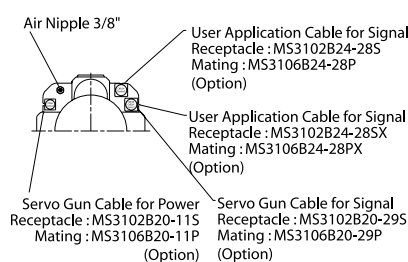 Air Nipple 3/8"
User Application Cable for Signal
Receptacle : MS3102B24-28S
Mating : MS3106B24-28P
(Option)
User Application Cable for Signal
Receptacle : MS3102B24-28SX
Mating : MS3106B24-28PX
(Option)
Servo Gun Cable for Power
Receptacle : MS3102B20-11S
Mating : MS3106B20-11P
(Option)
Servo Gun Cable for Signal
Receptacle : MS3102B20-29S
Mating : MS3106B20-29P
(Option)